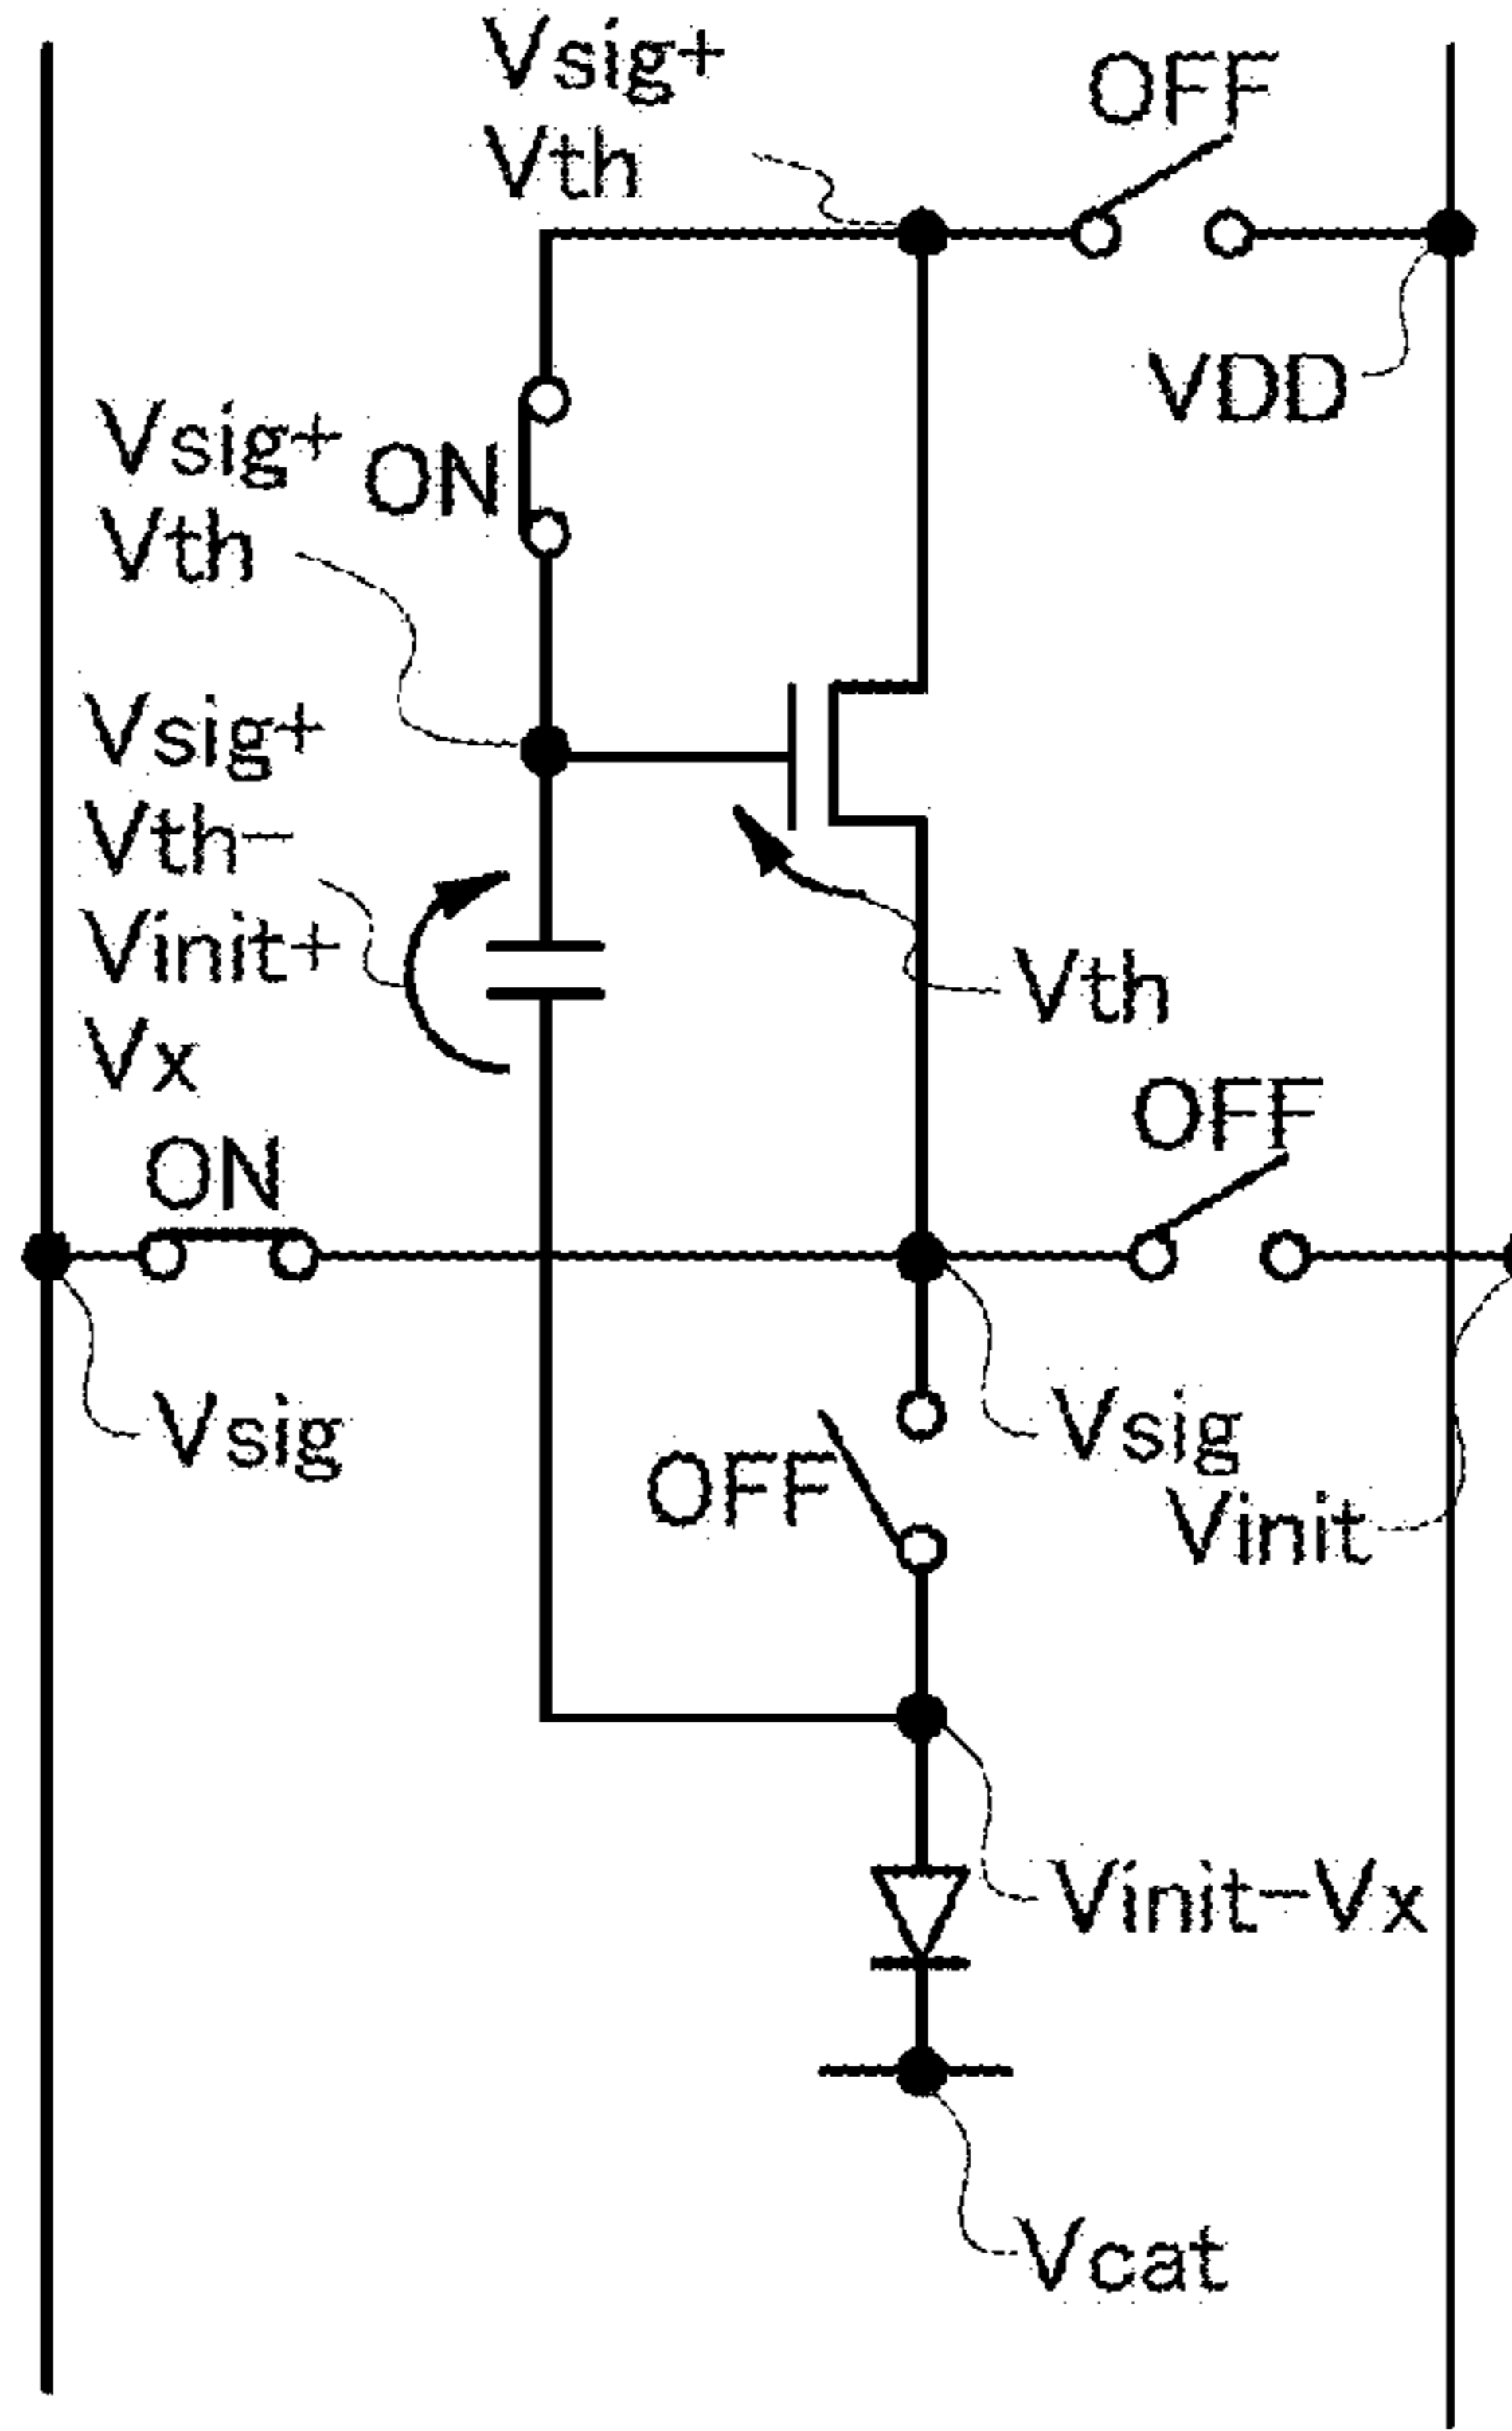 Vsig+
Vth
OFF
VDD
Vsig+
Vth
ON
Vsig+
Vth−
Vinit+
Vx
Vth
ON
OFF
Vsig
OFF
Vsig
Vinit
Vinit−Vx
Vcat